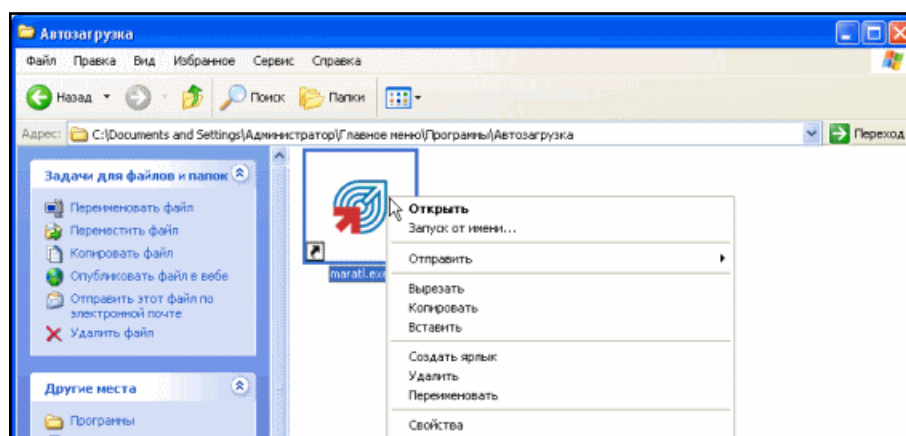 Автозагрузка
Файл Правка Вид Избранное Сервис Справка
Назад Поиск Папки
Адрес: C:\Documents and Settings\Администратор\Главное меню\Программы\Автозагрузка Переход
Задачи для файлов и папок
Переименовать файл
Переместить файл
Копировать файл
Опубликовать файл в вебе
Отправить этот файл по
электронной почте
Удалить файл
Другие места
Программы
maratl.exe
Открыть
Запуск от имени...
Отправить
Вырезать
Копировать
Вставить
Создать ярлык
Удалить
Переименовать
Свойства